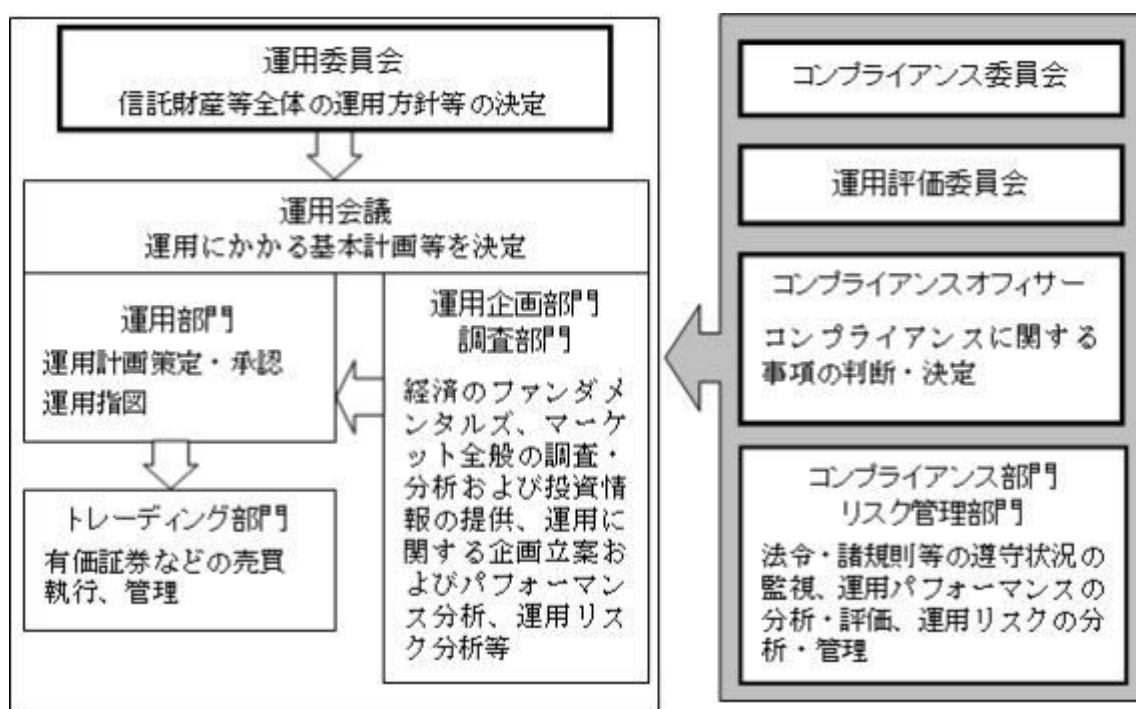 運用委員会
信託財産等全体の運用方針等の決定
運用会議
運用にかかる基本計画等を決定
運用部門
運用計画策定・承認
運用指図
運用企画部門
調査部門
経済のファンダメ
ンタルズ、マーケ
ット全般の調査・
分析および投資情
報の提供、運用に
関する企画立案お
よびパフォーマン
ス分析、運用リス
ク分析等
トレーディング部門
有価証券などの売買
執行、管理
コンプライアンス委員会
運用評価委員会
コンプライアンスオフィサー
コンプライアンスに関する
事項の判断・決定
コンプライアンス部門
リスク管理部門
法令・諸規則等の遵守状況の
監視、運用パフォーマンスの
分析・評価、運用リスクの分
析・管理